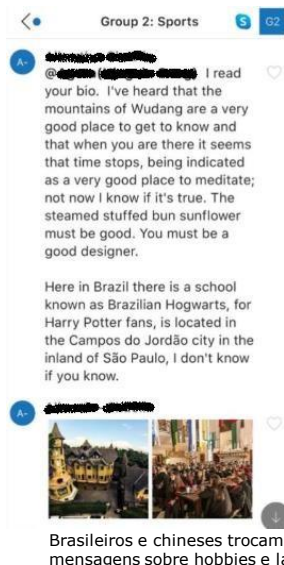 Group 2: Sports
G2
A-
@ ( ) I read
your bio. I've heard that the
mountains of Wudang are a very
good place to get to know and
that when you are there it seems
that time stops, being indicated
as a very good place to meditate;
not now I know if it's true. The
steamed stuffed bun sunflower
must be good. You must be a
good designer.
Here in Brazil there is a school
known as Brazilian Hogwarts, for
Harry Potter fans, is located in
the Campos do Jordão city in the
inland of São Paulo, I don't know
if you know.
A-
Brasileiros e chineses trocam
mensagens sobre hobbies e la